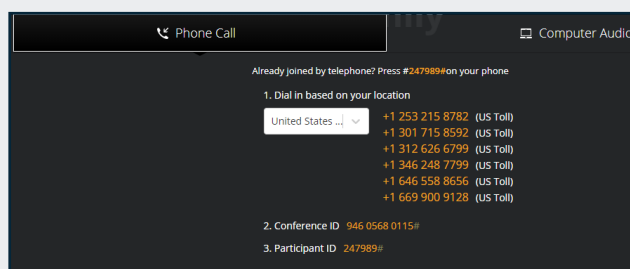 my
Phone Call
Computer Audio
Already joined by telephone? Press #247989#on your phone
1. Dial in based on your location
United States ...
+1 253 215 8782 (US Toll)
+1 301 715 8592 (US Toll)
+1 312 626 6799 (US Toll)
+1 346 248 7799 (US Toll)
+1 646 558 8656 (US Toll)
+1 669 900 9128 (US Toll)
2. Conference ID 946 0568 0115#
3. Participant ID 247989#